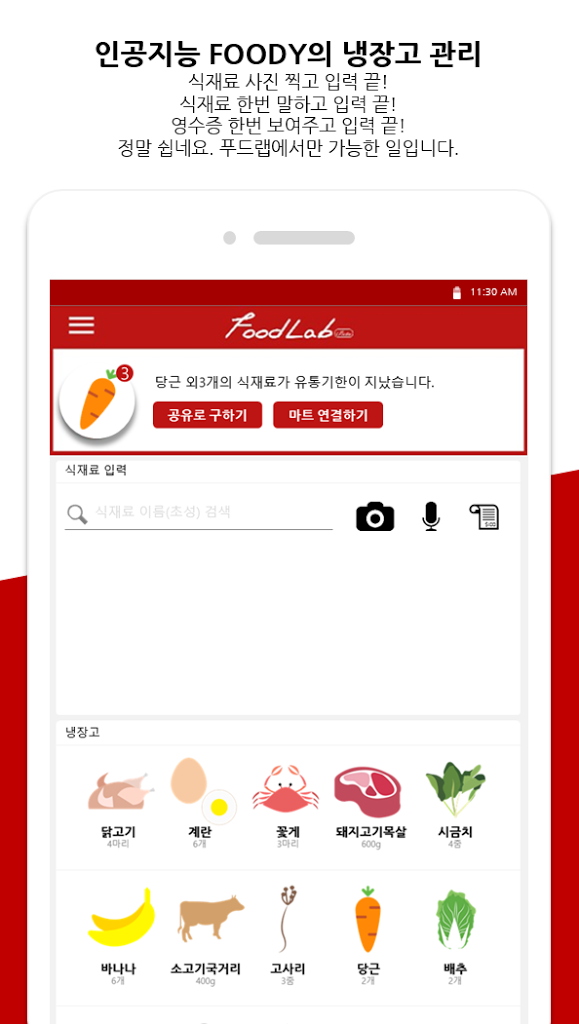 인공지능 FOODY의 냉장고 관리
식재료 사진 찍고 입력 끝!
식재료 한번 말하고 입력 끝!
영수증 한번 보여주고 입력 끝!
정말 쉽네요. 푸드랩에서만 가능한 일입니다.
11:30 AM
FoodLab
3
당근 외3개의 식재료가 유통기한이 지났습니다.
공유로 구하기 마트 연결하기
식재료 입력
식재료 이름(초성) 검색
냉장고
닭고기 계란 꽃게 돼지고기목살 시금치
4마리 6개 3마리 600g 4줌
바나나 소고기국거리 고사리 당근 배추
6개 400g 3줌 2개 2개